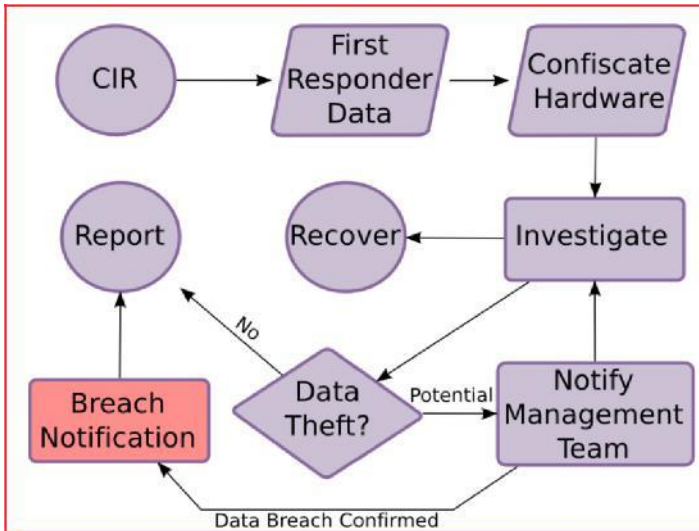 CIR
First
Responder
Data
Confiscate
Hardware
Report
Recover
Investigate
No
Breach
Notification
Data
Theft?
Potential
Notify
Management
Team
Data Breach Confirmed